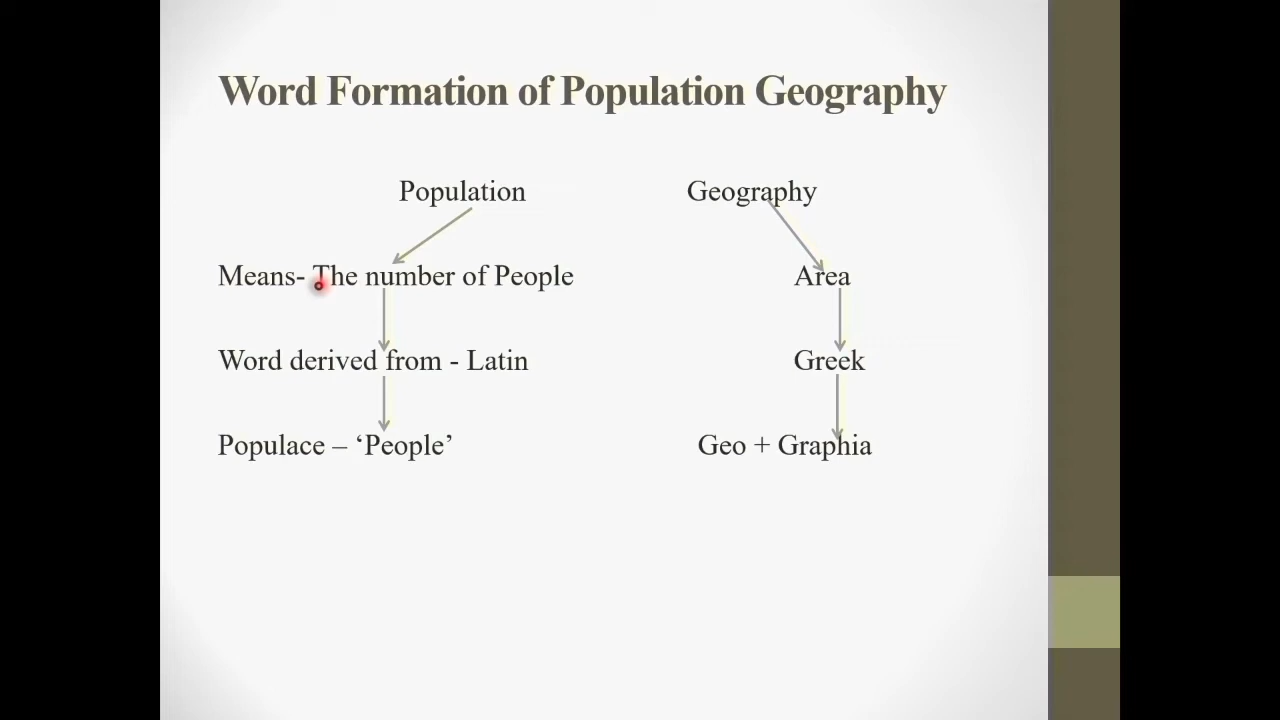 Word Formation of Population Geography
Population Geography
Means- The number of People Area
Word derived from - Latin Greek
Populace – ‘People’ Geo + Graphia